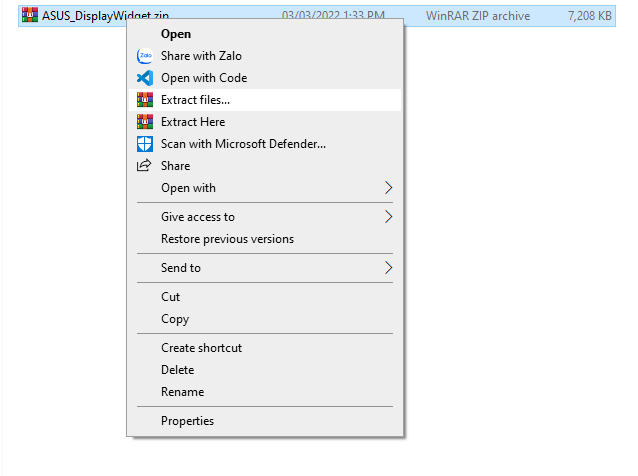 ASUS_DisplayWidget.zip 03/03/2022 1:33 PM WinRAR ZIP archive 7,208 KB
Open
Zalo Share with Zalo
Open with Code
Extract files...
Extract Here
Scan with Microsoft Defender...
Share
Open with
Give access to
Restore previous versions
Send to
Cut
Copy
Create shortcut
Delete
Rename
Properties